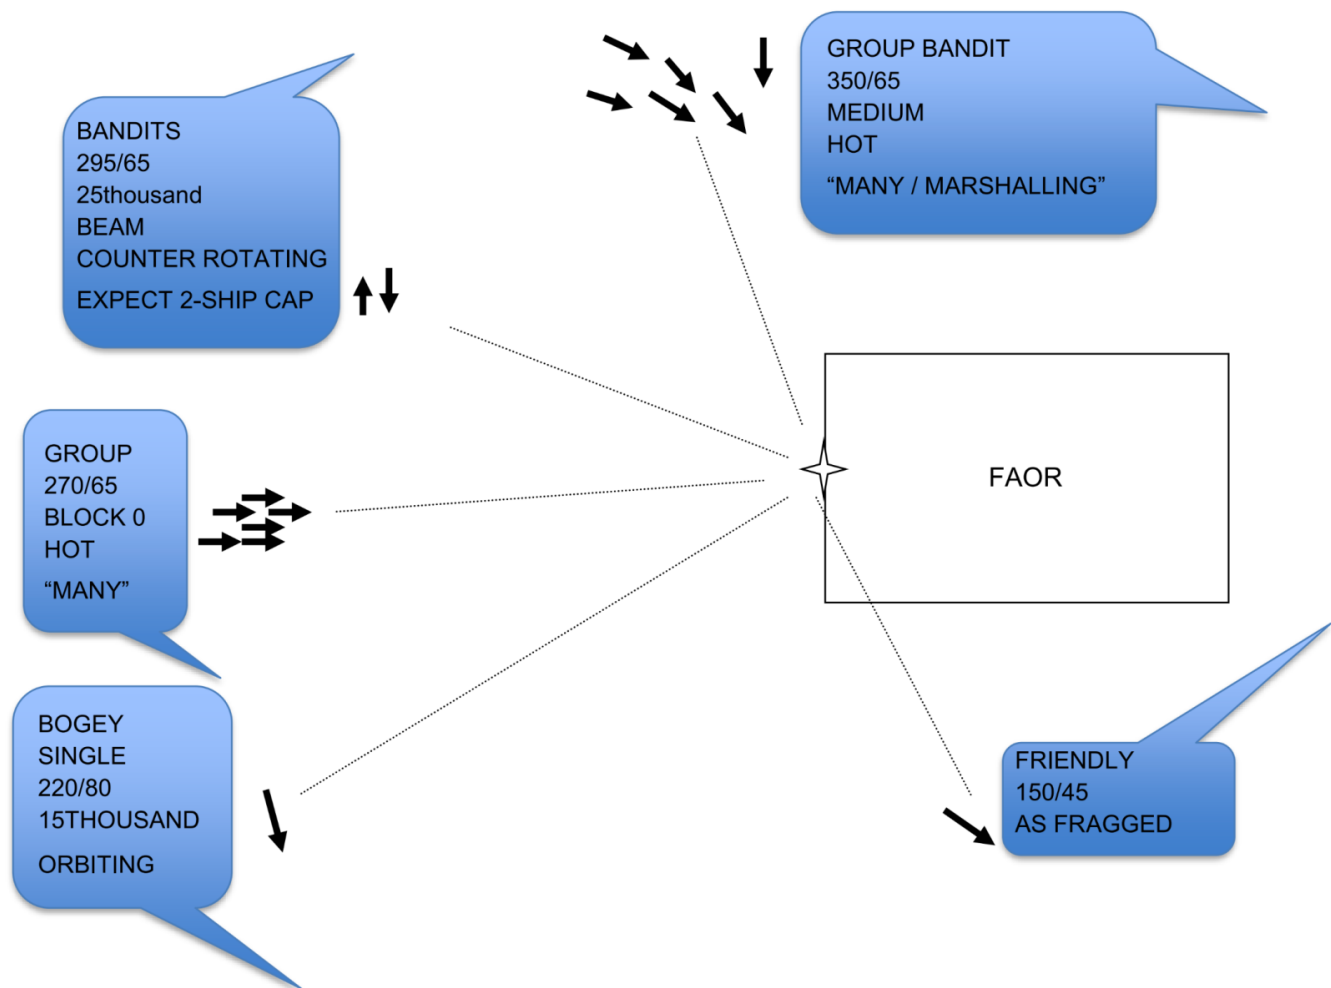 GROUP BANDIT
350/65
MEDIUM
HOT
“MANY / MARSHALLING”
BANDITS
295/65
25thousand
BEAM
COUNTER ROTATING
EXPECT 2-SHIP CAP
GROUP
270/65
BLOCK 0
HOT
“MANY”
FAOR
BOGEY
SINGLE
220/80
15THOUSAND
ORBITING
FRIENDLY
150/45
AS FRAGGED